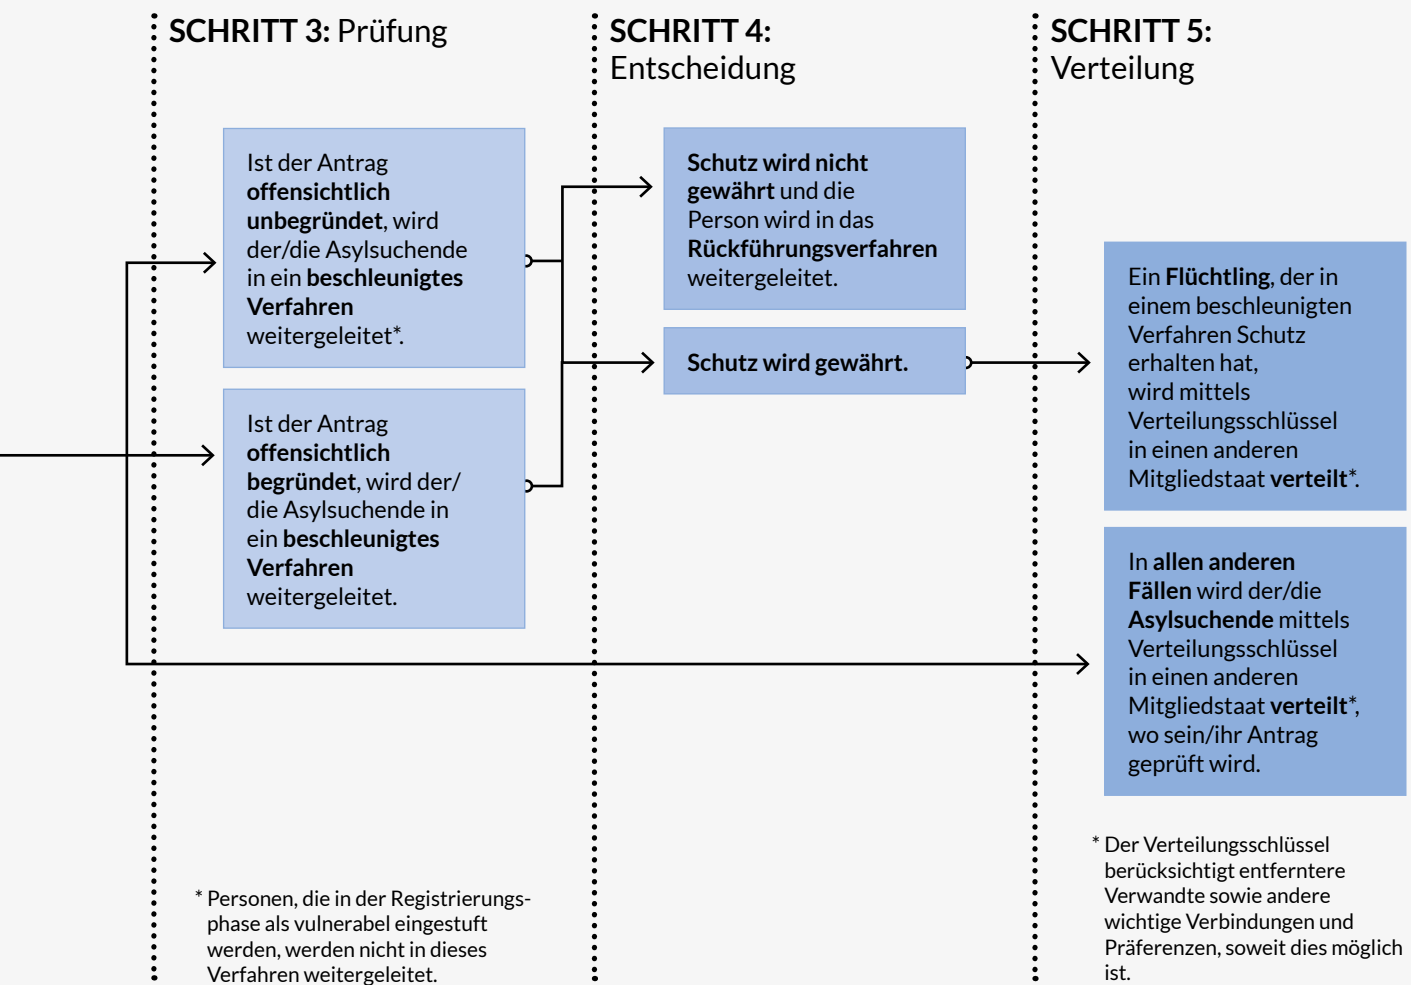 SCHRITT 3: Prüfung
Ist der Antrag
offensichtlich
unbegründet, wird
der/die Asylsuchende
in ein beschleunigtes
Verfahren
weitergeleitet*.
Ist der Antrag
offensichtlich
begründet, wird der/
die Asylsuchende in
ein beschleunigtes
Verfahren
weitergeleitet.
* Personen, die in der Registrierungs-
phase als vulnerabel eingestuft
werden, werden nicht in dieses
Verfahren weitergeleitet.
SCHRITT 4:
Entscheidung
Schutz wird nicht
gewährt und die
Person wird in das
Rückführungsverfahren
weitergeleitet.
Schutz wird gewährt.
SCHRITT 5:
Verteilung
Ein Flüchtling, der in
einem beschleunigten
Verfahren Schutz
erhalten hat,
wird mittels
Verteilungsschlüssel
in einen anderen
Mitgliedstaat verteilt*.
In allen anderen
Fällen wird der/die
Asylsuchende mittels
Verteilungsschlüssel
in einen anderen
Mitgliedstaat verteilt*,
wo sein/ihr Antrag
geprüft wird.
* Der Verteilungsschlüssel
berücksichtigt entferntere
Verwandte sowie andere
wichtige Verbindungen und
Präferenzen, soweit dies möglich
ist.